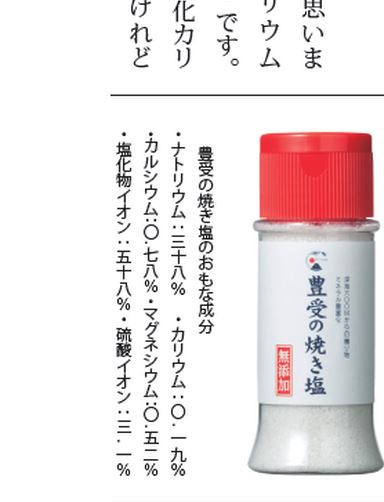 思いま
リウム
です。
化カリ
けれど
豊受の焼き塩のおもな成分
・ナトリウム：三十八％　・カリウム：〇.一九％
・カルシウム：〇.七八％・マグネシウム：〇.五二％
・塩化物イオン：五十八％・硫酸イオン：三.一％
豊受の焼き塩
無添加